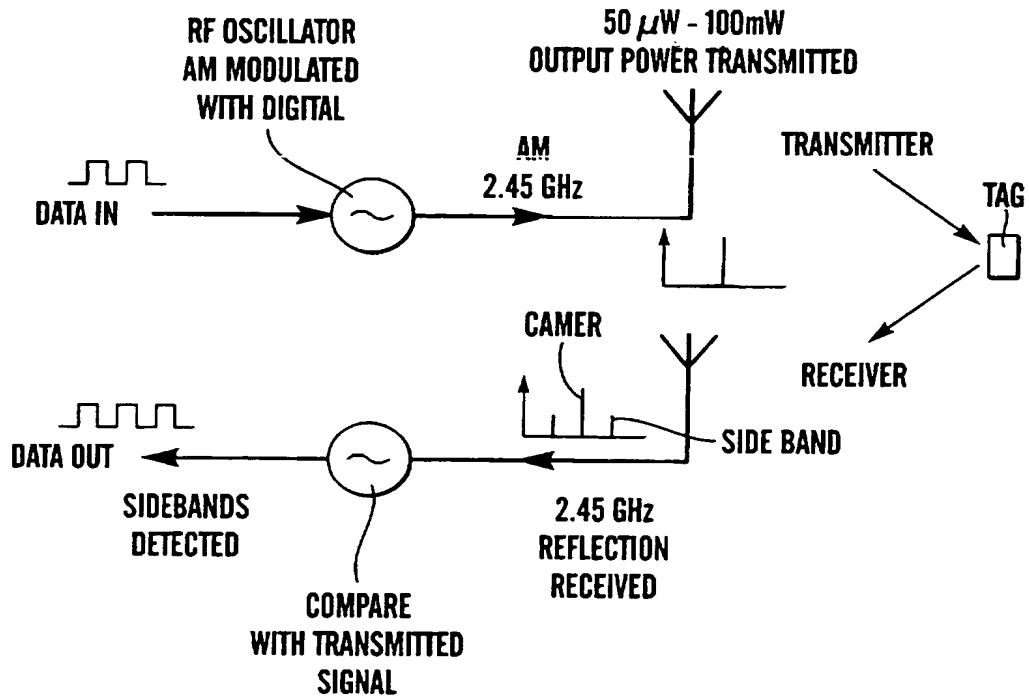 RF OSCILLATOR
AM MODULATED
WITH DIGITAL
50 μW - 100mW
OUTPUT POWER TRANSMITTED
AM
2.45 GHz
TRANSMITTER
TAG
DATA IN
CAMER
RECEIVER
SIDE BAND
DATA OUT
SIDEBANDS
DETECTED
2.45 GHz
REFLECTION
RECEIVED
COMPARE
WITH TRANSMITTED
SIGNAL